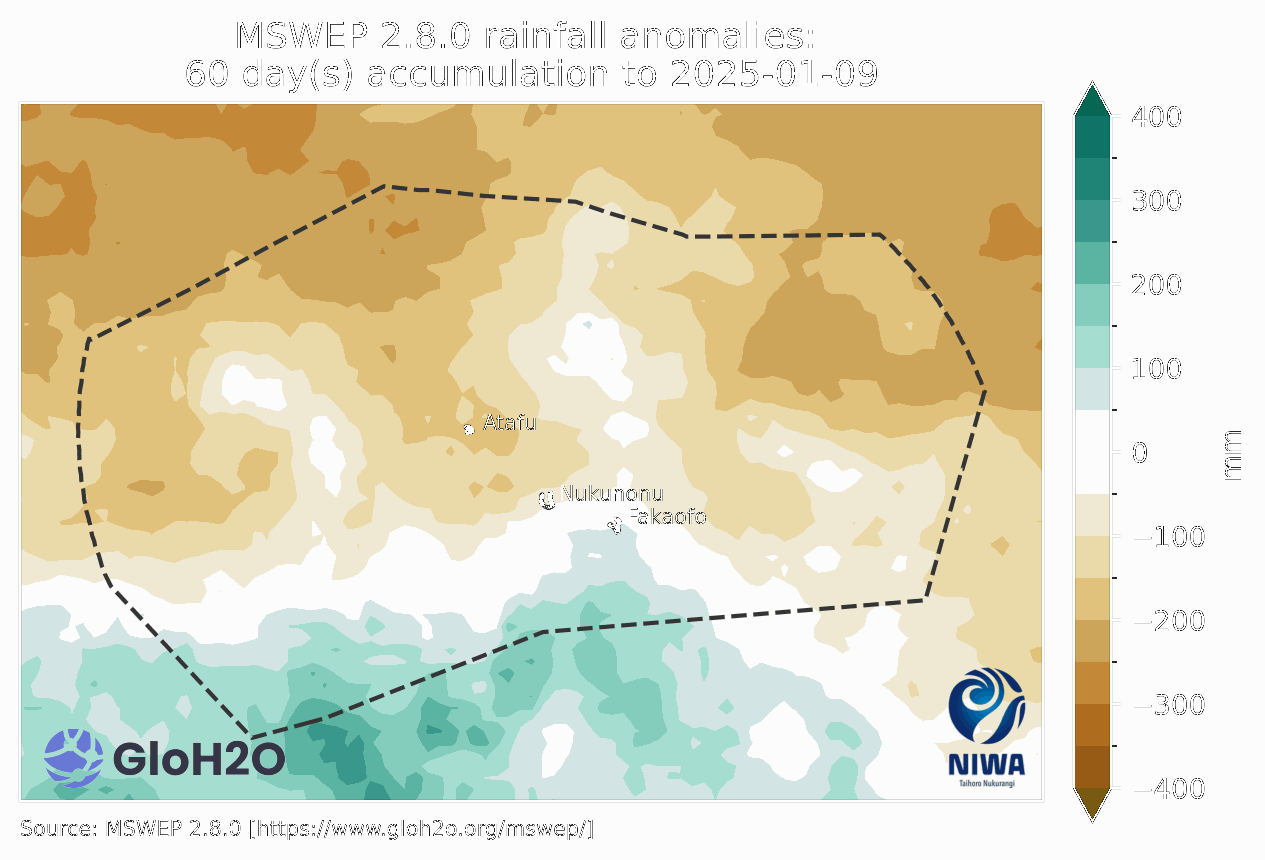 MSWEP 2.8.0 rainfall anomalies:
60 day(s) accumulation to 2025-01-09
400
300
200
100
0
−100
−200
−300
−400
mm
Atafu
Nukunonu
Fakaofo
GloH2O
NIWA
Taihoro Nukurangi
Source: MSWEP 2.8.0 [https://www.gloh2o.org/mswep/]